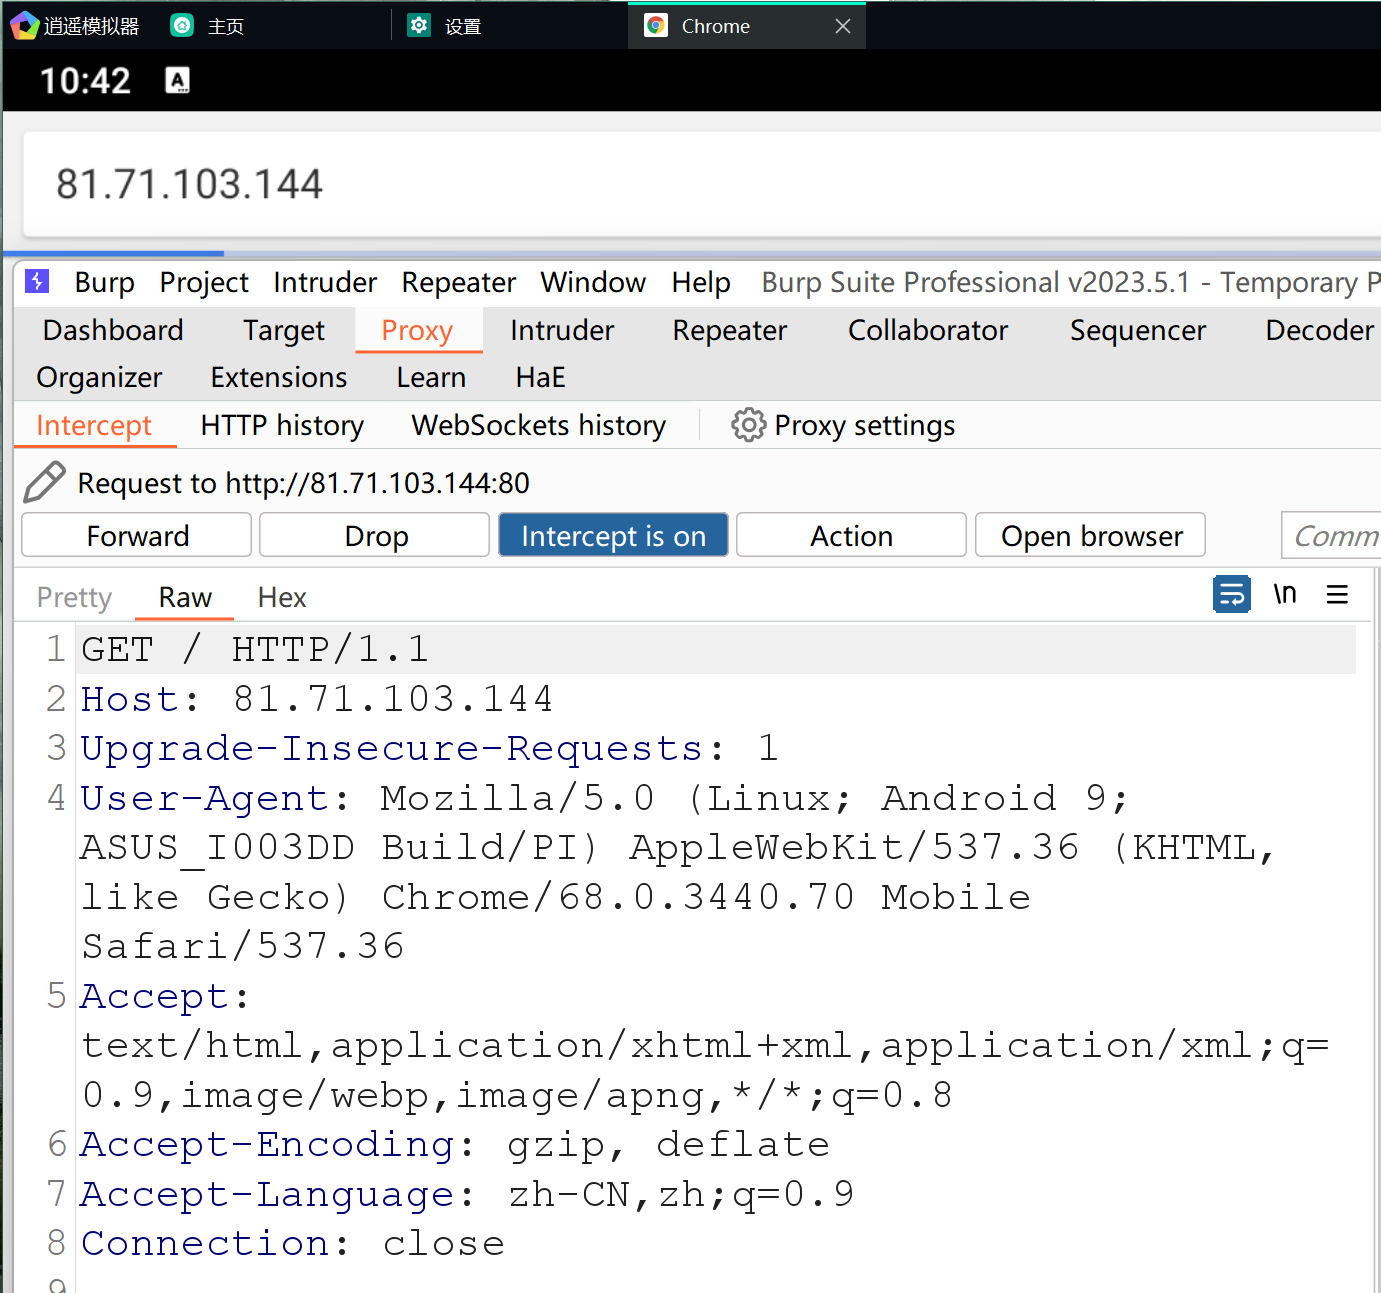 逍遥模拟器 主页 设置 Chrome
10:42 A
81.71.103.144
Burp Project Intruder Repeater Window Help Burp Suite Professional v2023.5.1 - Temporary P
Dashboard Target Proxy Intruder Repeater Collaborator Sequencer Decoder
Organizer Extensions Learn HaE
Intercept HTTP history WebSockets history Proxy settings
Request to http://81.71.103.144:80
Forward Drop Intercept is on Action Open browser Comm
Pretty Raw Hex \n
1 GET / HTTP/1.1
2 Host: 81.71.103.144
3 Upgrade-Insecure-Requests: 1
4 User-Agent: Mozilla/5.0 (Linux; Android 9;
ASUS_I003DD Build/PI) AppleWebKit/537.36 (KHTML,
like Gecko) Chrome/68.0.3440.70 Mobile
Safari/537.36
5 Accept:
text/html,application/xhtml+xml,application/xml;q=
0.9,image/webp,image/apng,*/*;q=0.8
6 Accept-Encoding: gzip, deflate
7 Accept-Language: zh-CN,zh;q=0.9
8 Connection: close
9